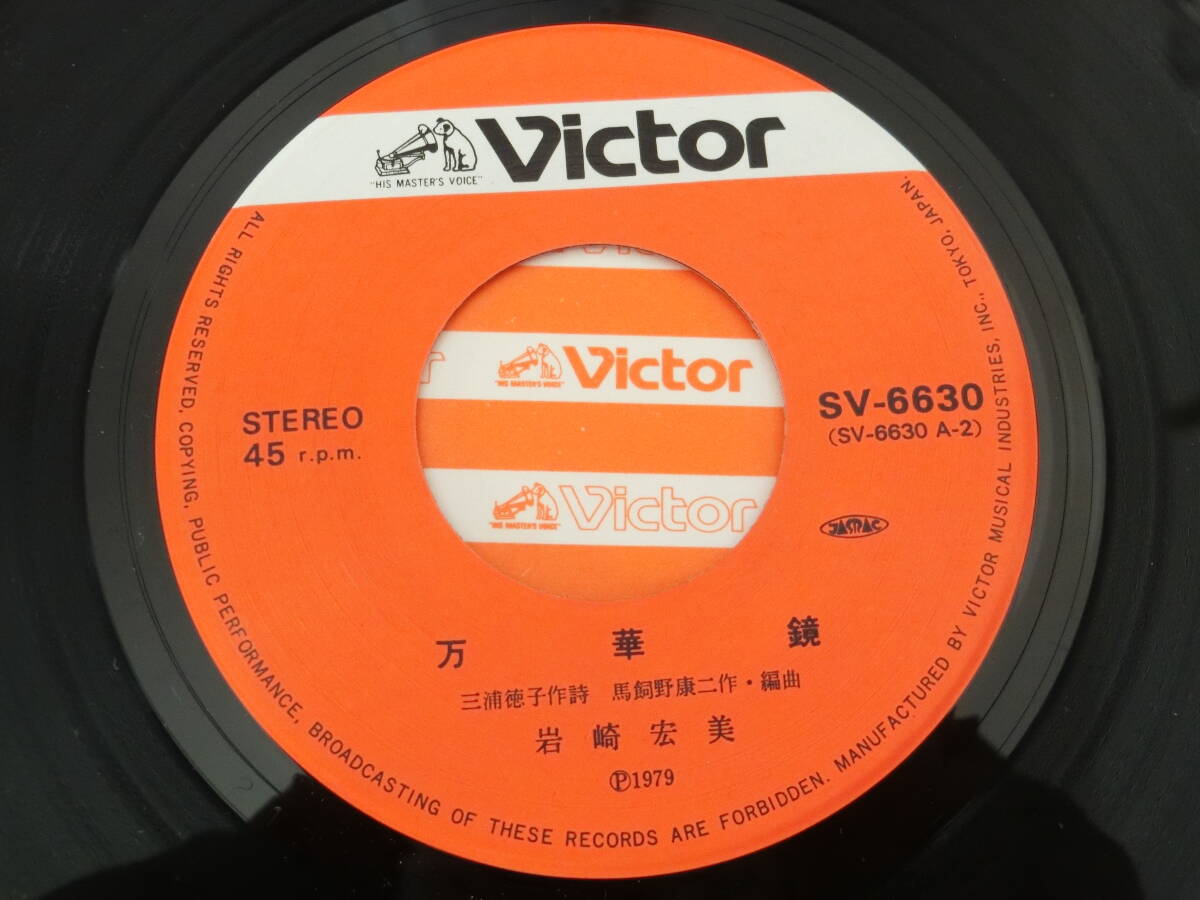 Victor
"HIS MASTER'S VOICE"
Victor
"HIS MASTER'S VOICE"
Victor
"HIS MASTER'S VOICE"
STEREO
45 r.p.m.
SV-6630
(SV-6630 A-2)
JASRAC
万華鏡
三浦徳子作詩 馬飼野康二作・編曲
岩崎宏美
Ⓟ1979
ALL RIGHTS RESERVED, COPYING, PUBLIC PERFORMANCE, BROADCASTING OF THESE RECORDS ARE FORBIDDEN. MANUFACTURED BY VICTOR MUSICAL INDUSTRIES, INC., TOKYO, JAPAN.